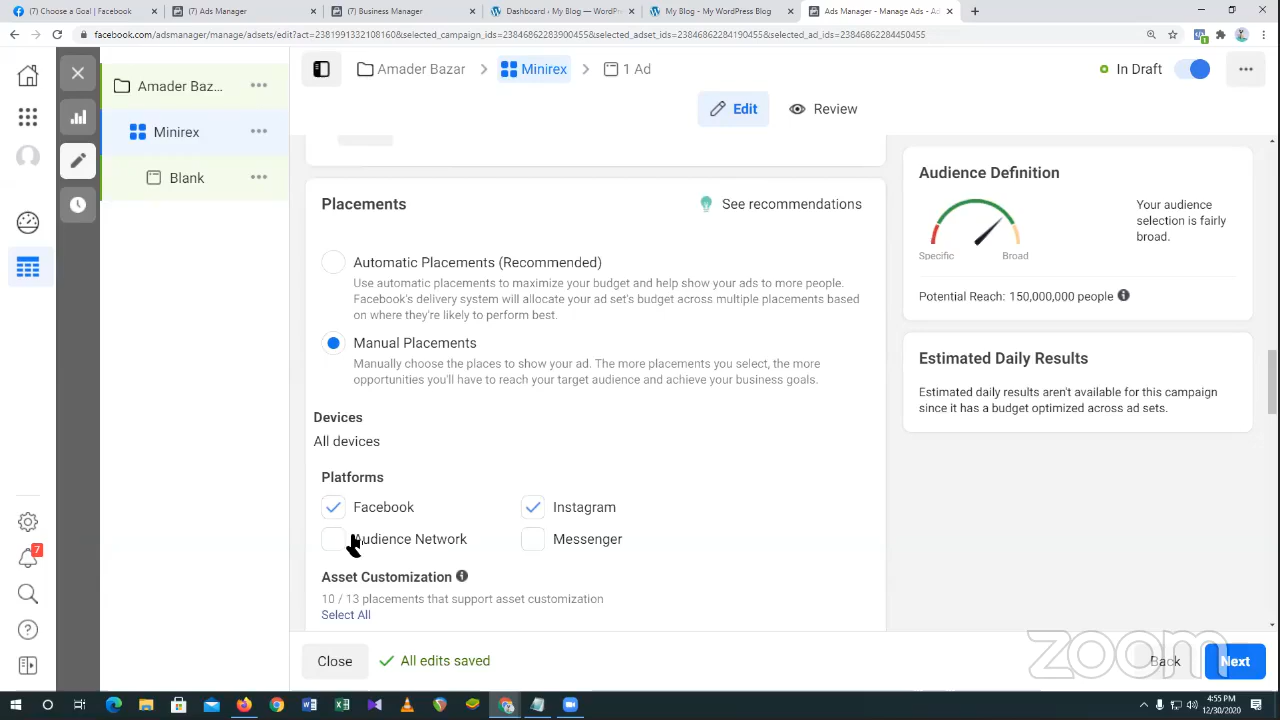 (7) Choose a Goal | Facebook
(7) Ads Manager
(7) Business Manager
Dashboard ‹ My Blog — WordPr
My Blog – My WordPress Blog
Ads Manager - Manage Ads - Ad
facebook.com/adsmanager/manage/assets/edit?act=2381991321081608&selected_campaign_ids=23846862283900455&selected_adset_ids=23846862284190455&selected_ad_ids=23846862284450455
Amader Baz...
Minirex
Blank
Amader Bazar
Minirex
1 Ad
In Draft
Edit
Review
Placements
See recommendations
Automatic Placements (Recommended)
Use automatic placements to maximize your budget and help show your ads to more people.
Facebook's delivery system will allocate your ad set's budget across multiple placements based
on where they're likely to perform best.
Manual Placements
Manually choose the places to show your ad. The more placements you select, the more
opportunities you'll have to reach your target audience and achieve your business goals.
Devices
All devices
Platforms
Facebook
Instagram
Audience Network
Messenger
Asset Customization
10 / 13 placements that support asset customization
Select All
Audience Definition
Your audience
selection is fairly
broad.
Specific
Broad
Potential Reach: 150,000,000 people
Estimated Daily Results
Estimated daily results aren't available for this campaign
since it has a budget optimized across ad sets.
7
Close
All edits saved
zoom
Back
Next
4:55 PM
12/30/2020